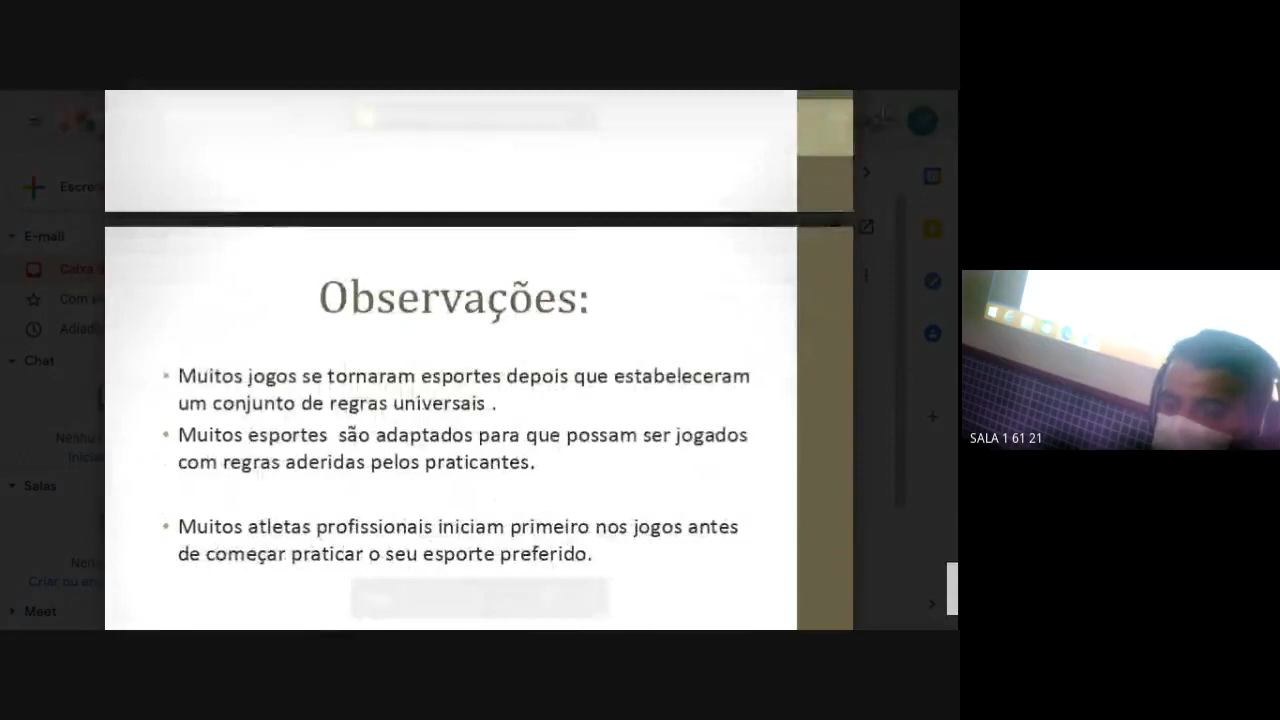 Escre
E-mail
Caixa
Com e
Adiad
Chat
Nenhu
Inicia
Salas
Nen
Criar ou en
Meet
Observações:
Muitos jogos se tornaram esportes depois que estabeleceram
um conjunto de regras universais .
Muitos esportes são adaptados para que possam ser jogados
com regras aderidas pelos praticantes.
Muitos atletas profissionais iniciam primeiro nos jogos antes
de começar praticar o seu esporte preferido.
SALA 1 61 21